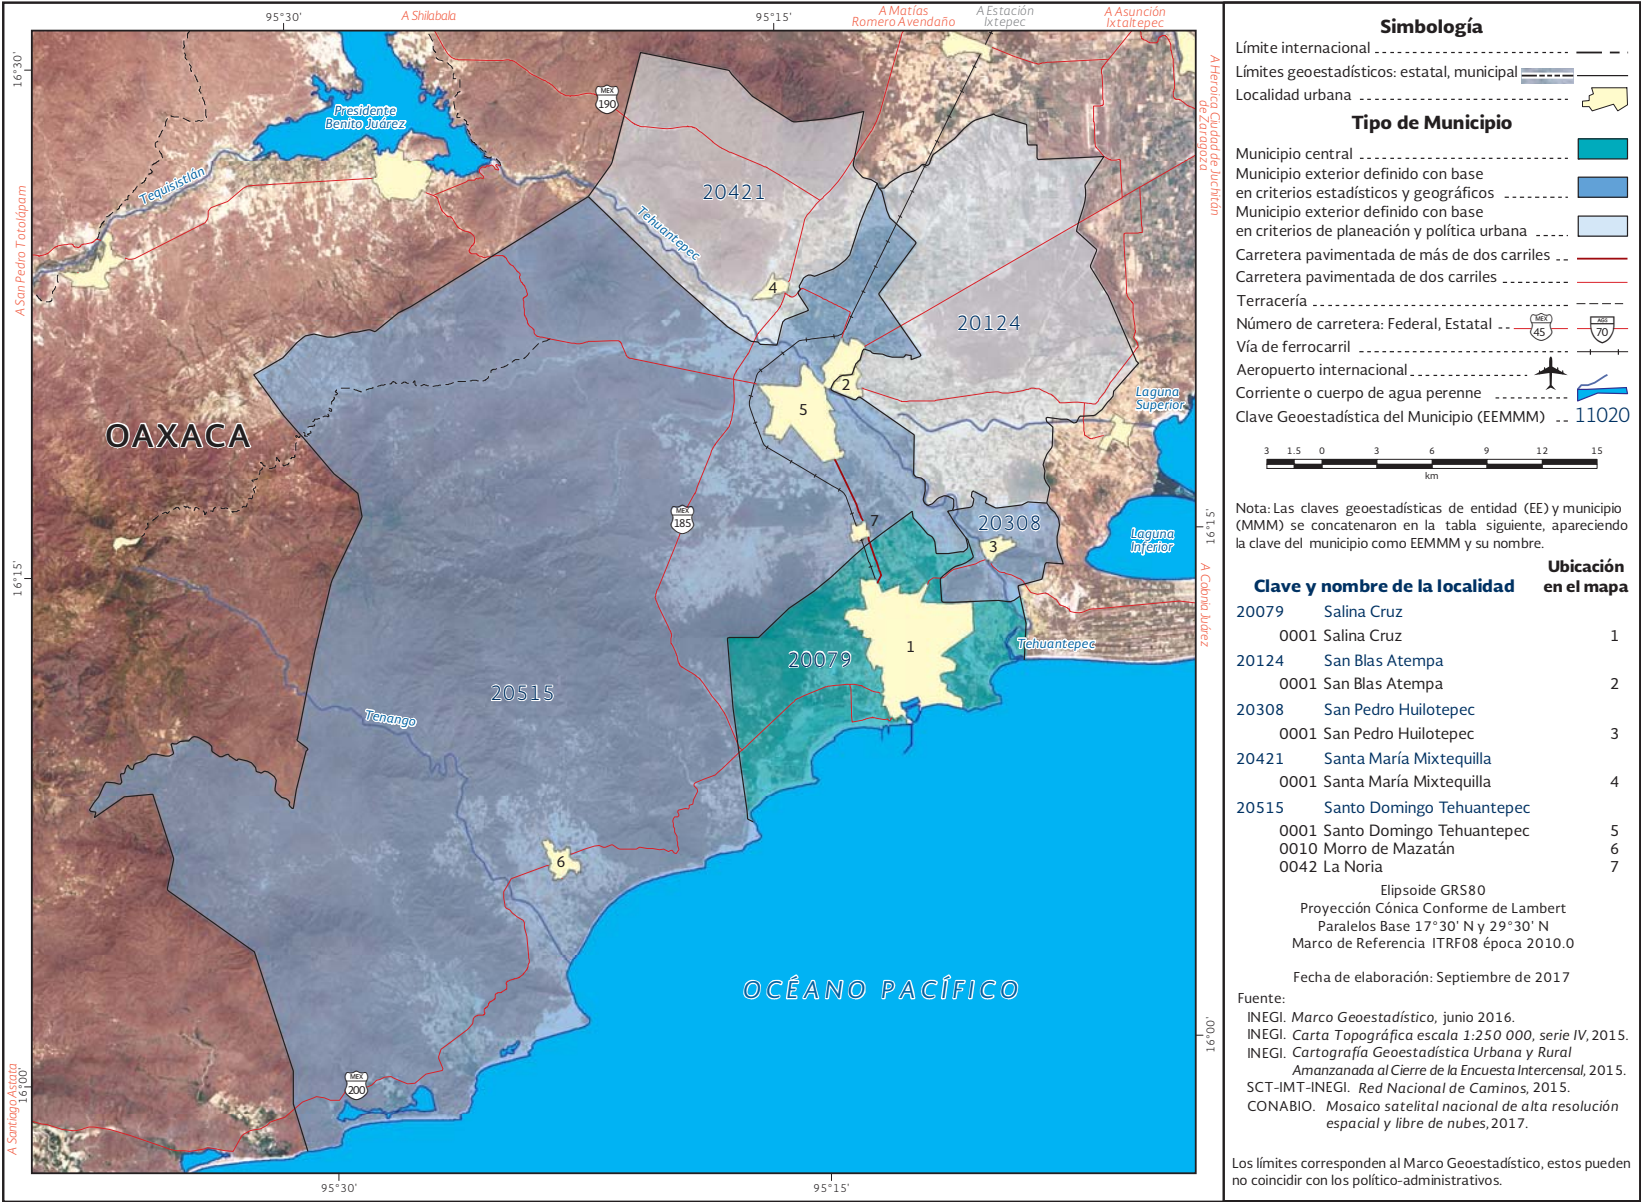 95°30'
A Shilabala
95°15'
A Matías
Romero Avendaño
A Estación
Ixtepec
A Asunción
Ixtaltepec
16°30'
A San Pedro Totolápam
16°15'
A Santiago Astata
16°00'
A Heroica Ciudad de Juchitán
de Zaragoza
16°15'
A Colonia Juárez
16°00'
95°30'
95°15'
Presidente
Benito Juárez
MEX
190
Tequisistlán
20421
Tehuantepec
4
20124
2
5
Laguna
Superior
OAXACA
MEX
185
7
20308
3
Laguna
Inferior
1
20079
Tehuantepec
20515
Tenango
6
OCÉANO PACÍFICO
MEX
200
Simbología
Límite internacional
Límites geoestadísticos: estatal, municipal
Localidad urbana
Tipo de Municipio
Municipio central
Municipio exterior definido con base
en criterios estadísticos y geográficos
Municipio exterior definido con base
en criterios de planeación y política urbana
Carretera pavimentada de más de dos carriles
Carretera pavimentada de dos carriles
Terracería
Número de carretera: Federal, Estatal MEX 45 AGS 70
Vía de ferrocarril
Aeropuerto internacional
Corriente o cuerpo de agua perenne
Clave Geoestadística del Municipio (EEMMM) 11020
3 1.5 0 3 6 9 12 15
km
Nota: Las claves geoestadísticas de entidad (EE) y municipio
(MMM) se concatenaron en la tabla siguiente, apareciendo
la clave del municipio como EEMMM y su nombre.
Clave y nombre de la localidad Ubicación
en el mapa
20079 Salina Cruz
0001 Salina Cruz 1
20124 San Blas Atempa
0001 San Blas Atempa 2
20308 San Pedro Huilotepec
0001 San Pedro Huilotepec 3
20421 Santa María Mixtequilla
0001 Santa María Mixtequilla 4
20515 Santo Domingo Tehuantepec
0001 Santo Domingo Tehuantepec 5
0010 Morro de Mazatán 6
0042 La Noria 7
Elipsoide GRS80
Proyección Cónica Conforme de Lambert
Paralelos Base 17°30' N y 29°30' N
Marco de Referencia ITRF08 época 2010.0
Fecha de elaboración: Septiembre de 2017
Fuente:
INEGI. Marco Geoestadístico, junio 2016.
INEGI. Carta Topográfica escala 1:250 000, serie IV, 2015.
INEGI. Cartografía Geoestadística Urbana y Rural
Amanzanada al Cierre de la Encuesta Intercensal, 2015.
SCT-IMT-INEGI. Red Nacional de Caminos, 2015.
CONABIO. Mosaico satelital nacional de alta resolución
espacial y libre de nubes, 2017.
Los límites corresponden al Marco Geoestadístico, estos pueden
no coincidir con los político-administrativos.